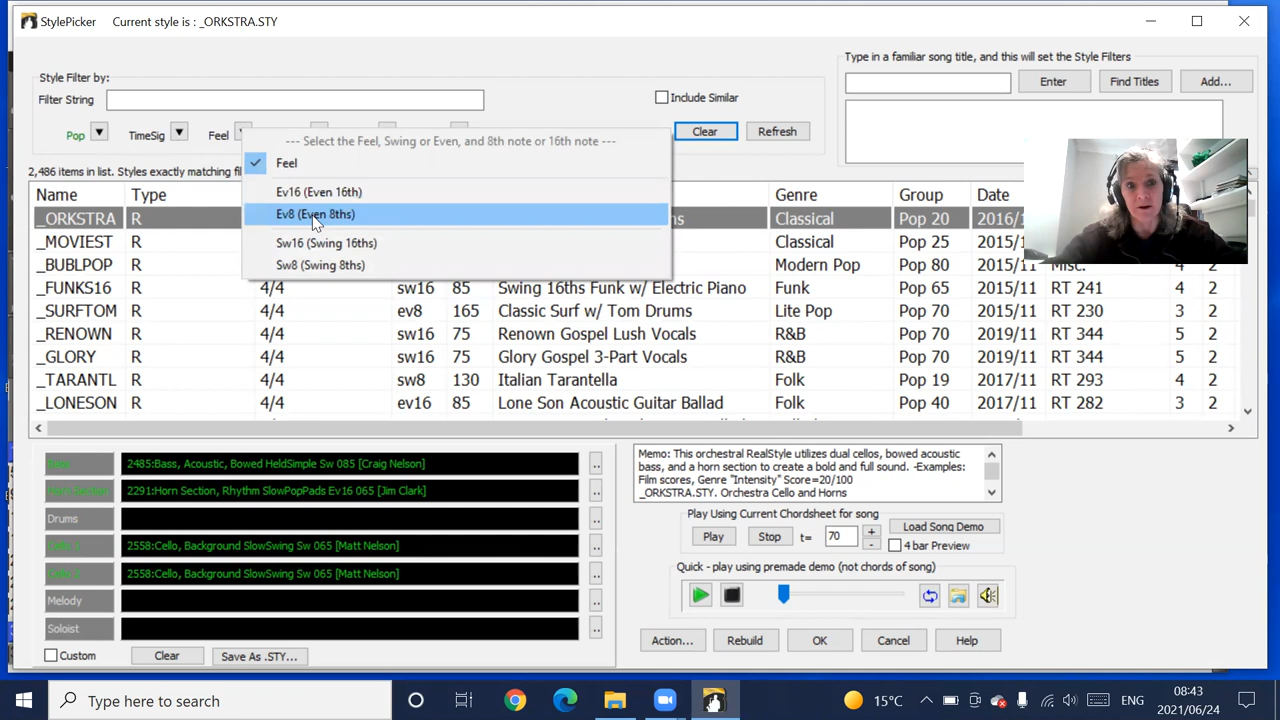 StylePicker Current style is : _ORKSTRA.STY
Type in a familiar song title, and this will set the Style Filters
Style Filter by:
Filter String
Include Similar
Enter
Find Titles
Add...
Pop
TimeSig
Feel
Clear
Refresh
--- Select the Feel, Swing or Even, and 8th note or 16th note ---
Feel
Ev16 (Even 16th)
Ev8 (Even 8ths)
Sw16 (Swing 16ths)
Sw8 (Swing 8ths)
2,486 items in list. Styles exactly matching
Name Type Genre Group Date
_ORKSTRA R Classical Pop 20 2016/
_MOVIEST R Classical Pop 25 2015/
_BUBLPOP R Modern Pop Pop 80 2015/11 Misc. 4 2
_FUNKS16 R 4/4 sw16 85 Swing 16ths Funk w/ Electric Piano Funk Pop 65 2015/11 RT 241 4 2
_SURFTOM R 4/4 ev8 165 Classic Surf w/ Tom Drums Lite Pop Pop 70 2015/11 RT 230 3 2
_RENOWN R 4/4 sw16 75 Renown Gospel Lush Vocals R&B Pop 70 2019/11 RT 344 5 2
_GLORY R 4/4 sw16 75 Glory Gospel 3-Part Vocals R&B Pop 70 2019/11 RT 344 5 2
_TARANTL R 4/4 sw8 130 Italian Tarantella Folk Pop 19 2017/11 RT 293 4 2
_LONESON R 4/4 ev16 85 Lone Son Acoustic Guitar Ballad Folk Pop 40 2017/11 RT 282 3 2
2485:Bass, Acoustic, Bowed HeldSimple Sw 085 [Craig Nelson]
2291:Horn Section, Rhythm SlowPopPads Ev16 065 [Jim Clark]
Drums
2558:Cello, Background SlowSwing Sw 065 [Matt Nelson]
2558:Cello, Background SlowSwing Sw 065 [Matt Nelson]
Melody
Soloist
Custom
Clear
Save As .STY...
Memo: This orchestral RealStyle utilizes dual cellos, bowed acoustic
bass, and a horn section to create a bold and full sound. -Examples:
Film scores, Genre "Intensity" Score=20/100
_ORKSTRA.STY. Orchestra Cello and Horns
Play Using Current Chordsheet for song
Play
Stop
t= 70
+
-
Load Song Demo
4 bar Preview
Quick - play using premade demo (not chords of song)
Action...
Rebuild
OK
Cancel
Help
Type here to search
15°C
ENG
08:43
2021/06/24